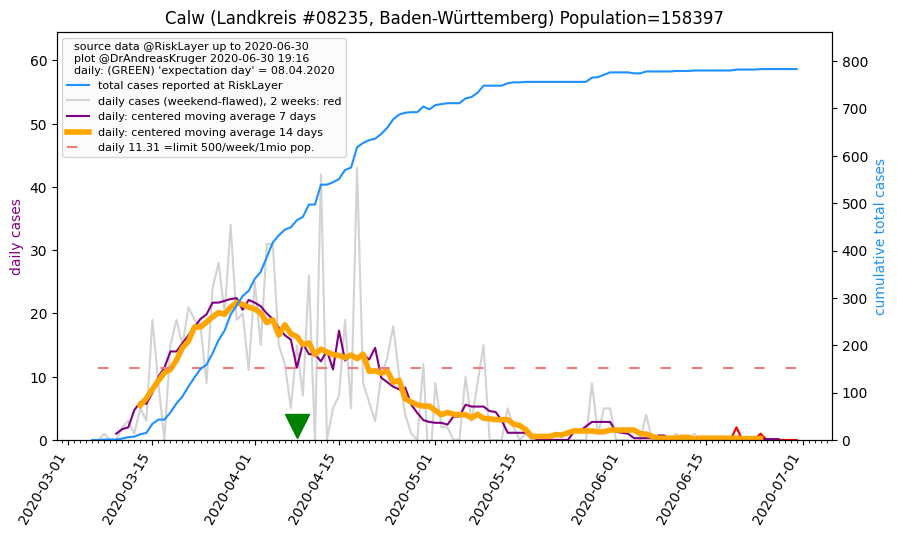 Calw (Landkreis #08235, Baden-Württemberg) Population=158397
source data @RiskLayer up to 2020-06-30
plot @DrAndreasKruger 2020-06-30 19:16
daily: (GREEN) 'expectation day' = 08.04.2020
total cases reported at RiskLayer
daily cases (weekend-flawed), 2 weeks: red
daily: centered moving average 7 days
daily: centered moving average 14 days
daily 11.31 =limit 500/week/1mio pop.
daily cases
60
50
40
30
20
10
0
cumulative total cases
800
700
600
500
400
300
200
100
0
2020-03-01
2020-03-15
2020-04-01
2020-04-15
2020-05-01
2020-05-15
2020-06-01
2020-06-15
2020-07-01